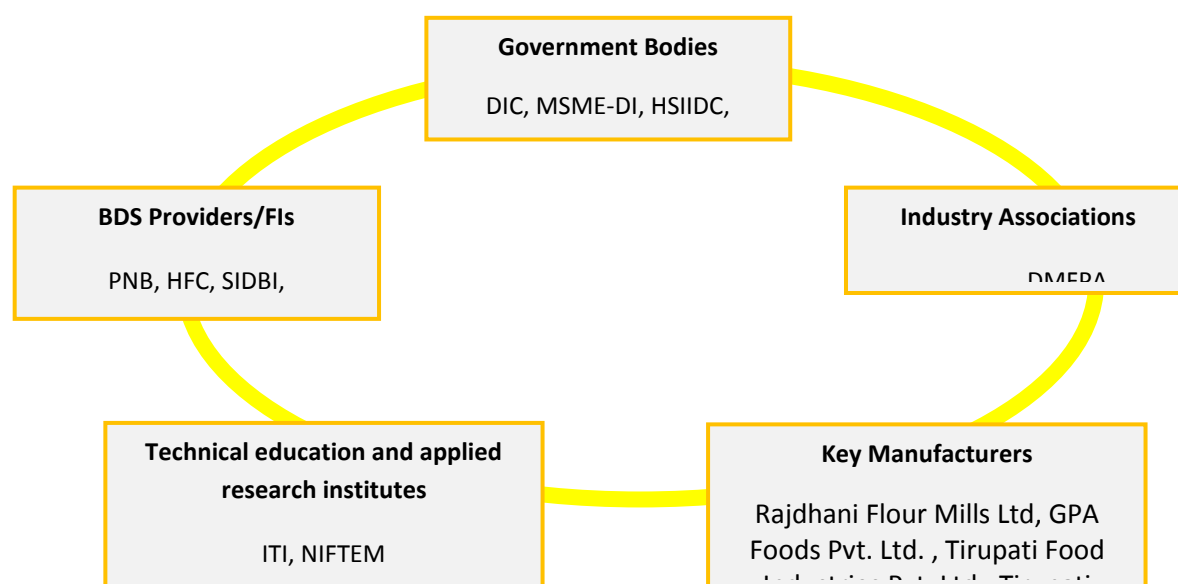 Government Bodies
DIC, MSME-DI, HSIIDC,
BDS Providers/FIs
PNB, HFC, SIDBI,
Industry Associations
Technical education and applied
research institutes
ITI, NIFTEM
Key Manufacturers
Rajdhani Flour Mills Ltd, GPA
Foods Pvt. Ltd. , Tirupati Food